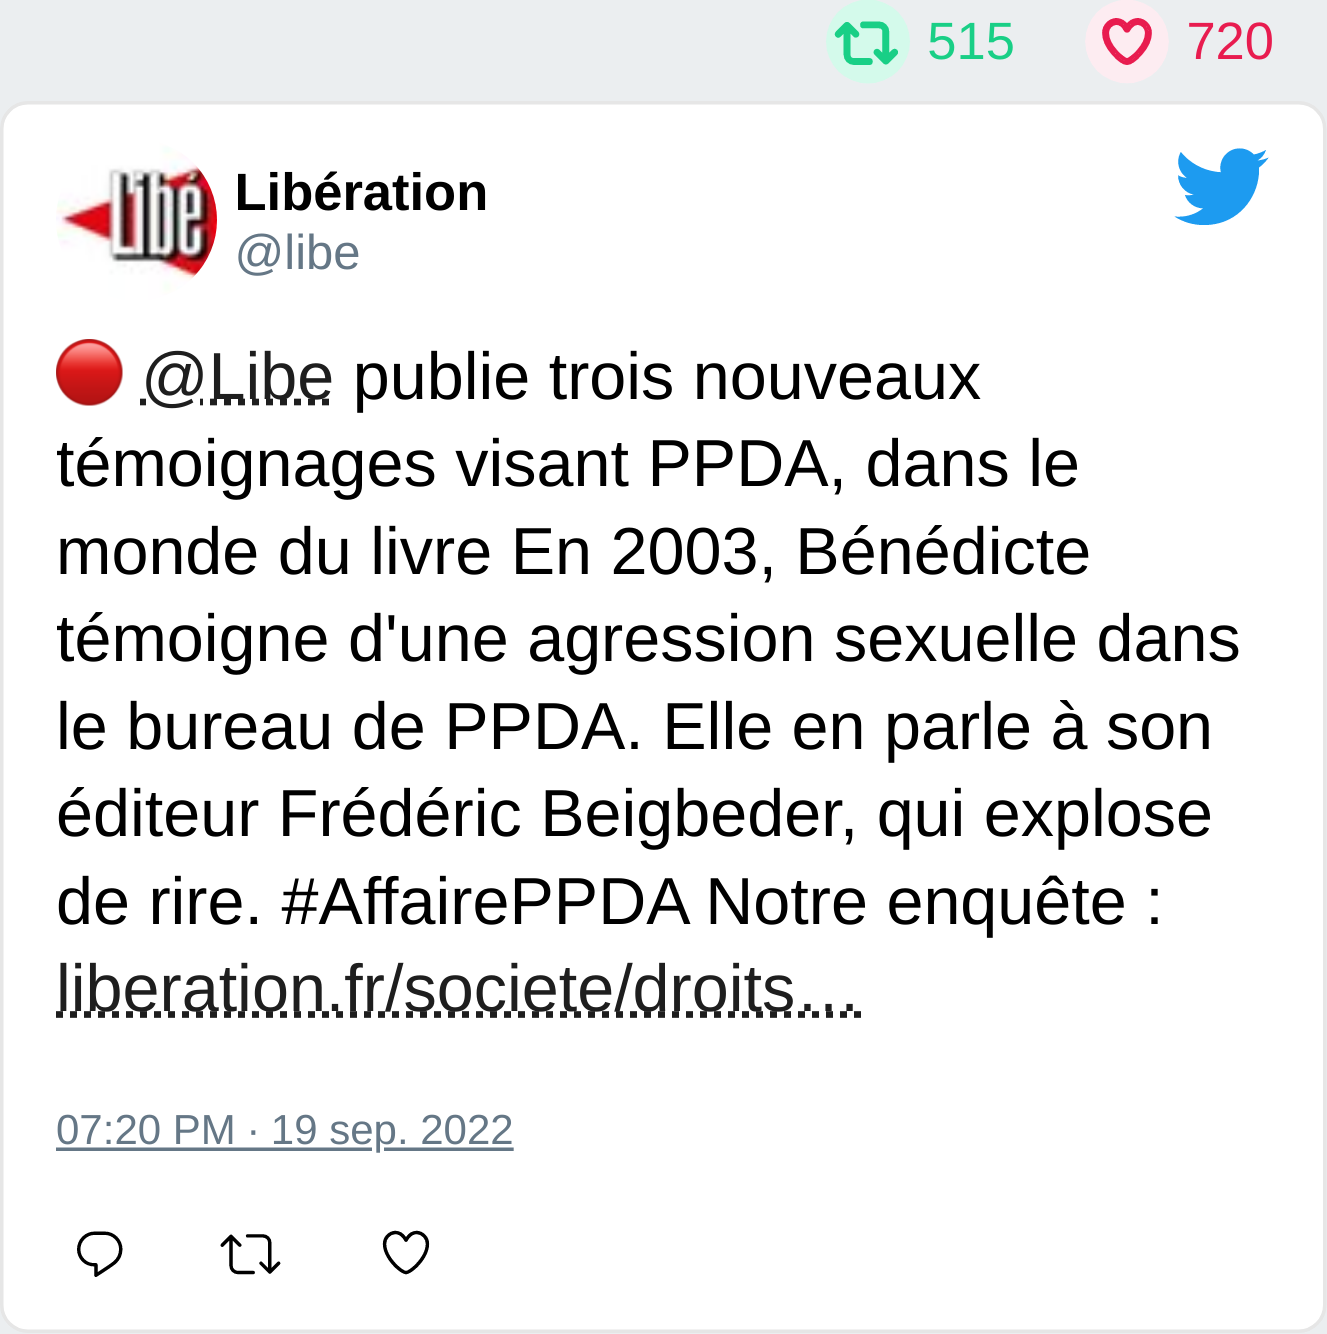 515 720
Libé
Libération
@libe
🔴 @Libe publie trois nouveaux
témoignages visant PPDA, dans le
monde du livre En 2003, Bénédicte
témoigne d'une agression sexuelle dans
le bureau de PPDA. Elle en parle à son
éditeur Frédéric Beigbeder, qui explose
de rire. #AffairePPDA Notre enquête :
liberation.fr/societe/droits…
07:20 PM · 19 sep. 2022